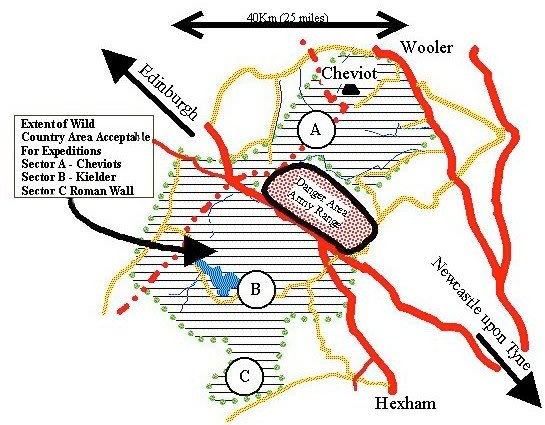 40Km (25 miles)
Wooler
Cheviot
Edinburgh
Extent of Wild
Country Area Acceptable
For Expeditions
Sector A - Cheviots
Sector B - Kielder
Sector C Roman Wall
A
Danger Area
Army Range
B
Newcastle upon Tyne
C
Hexham